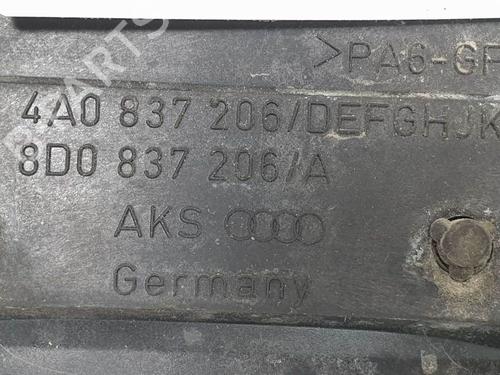 >PA6-GF
4A0 837 206/DEFGHJK
8D0 837 206/A
AKS
Germany